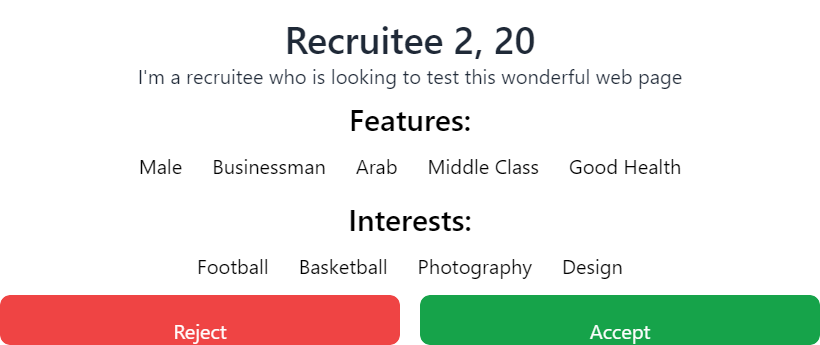 Recruitee 2, 20
I'm a recruitee who is looking to test this wonderful web page
Features:
Male Businessman Arab Middle Class Good Health
Interests:
Football Basketball Photography Design
Reject Accept